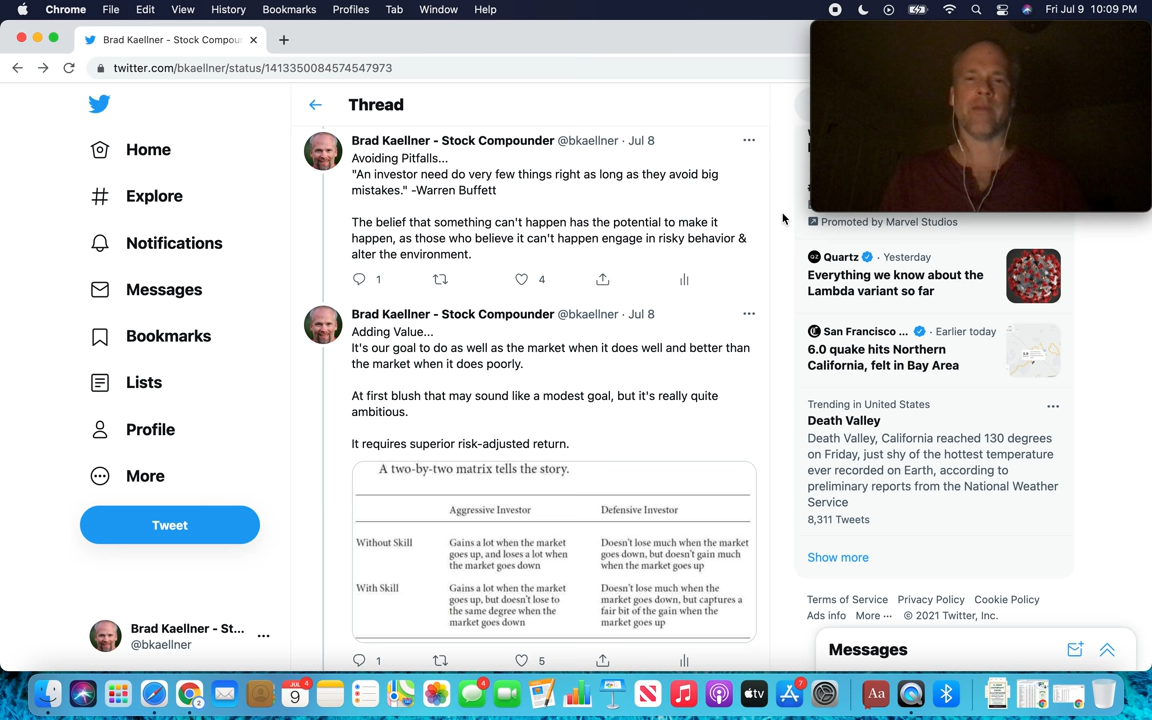 Chrome File Edit View History Bookmarks Profiles Tab Window Help Fri Jul 9 10:09 PM
Brad Kaellner - Stock Compou
twitter.com/bkaellner/status/1413350084574547973
Home
Explore
Notifications
Messages
Bookmarks
Lists
Profile
More
Tweet
Brad Kaellner - St...
@bkaellner
Thread
Brad Kaellner - Stock Compounder @bkaellner · Jul 8
Avoiding Pitfalls...
"An investor need do very few things right as long as they avoid big
mistakes." -Warren Buffett
The belief that something can't happen has the potential to make it
happen, as those who believe it can't happen engage in risky behavior &
alter the environment.
1 4
Brad Kaellner - Stock Compounder @bkaellner · Jul 8
Adding Value...
It's our goal to do as well as the market when it does well and better than
the market when it does poorly.
At first blush that may sound like a modest goal, but it's really quite
ambitious.
It requires superior risk-adjusted return.
A two-by-two matrix tells the story.
Aggressive Investor Defensive Investor
Without Skill
Gains a lot when the market
goes up, and loses a lot when
the market goes down
Doesn't lose much when the market
goes down, but doesn't gain much
when the market goes up
With Skill
Gains a lot when the market
goes up, but doesn't lose to
the same degree when the
market goes down
Doesn't lose much when the
market goes down, but captures a
fair bit of the gain when the
market goes up
1 5
Promoted by Marvel Studios
Quartz · Yesterday
Everything we know about the
Lambda variant so far
San Francisco ... · Earlier today
6.0 quake hits Northern
California, felt in Bay Area
Trending in United States
Death Valley
Death Valley, California reached 130 degrees
on Friday, just shy of the hottest temperature
ever recorded on Earth, according to
preliminary reports from the National Weather
Service
8,311 Tweets
Show more
Terms of Service Privacy Policy Cookie Policy
Ads info More ··· © 2021 Twitter, Inc.
Messages
2
JUL
9
4
4
tv
7
Aa